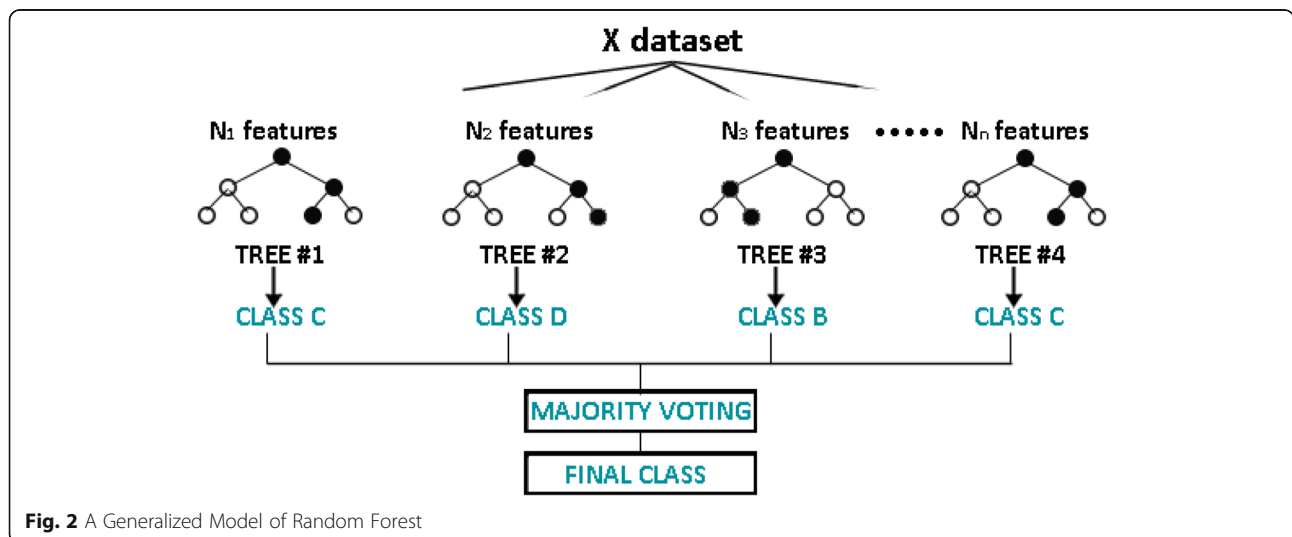 X dataset
N₁ features N₂ features N₃ features ••••• Nₙ features
TREE #1 TREE #2 TREE #3 TREE #4
CLASS C CLASS D CLASS B CLASS C
MAJORITY VOTING
FINAL CLASS
Fig. 2 A Generalized Model of Random Forest